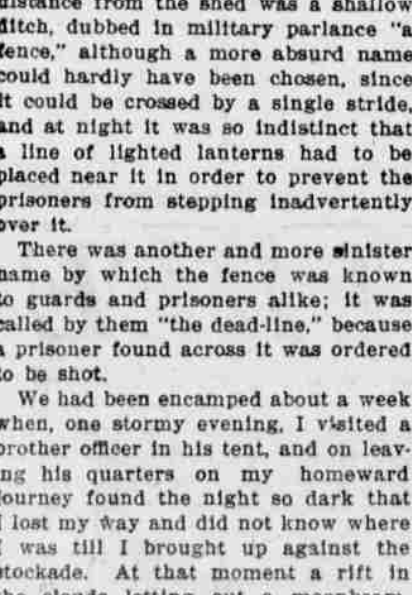 distance from the shed was a shallow
ditch, dubbed in military parlance "a
fence," although a more absurd name
could hardly have been chosen, since
it could be crossed by a single stride,
and at night it was so indistinct that
a line of lighted lanterns had to be
placed near it in order to prevent the
prisoners from stepping inadvertently
over it.
There was another and more sinister
name by which the fence was known
to guards and prisoners alike; it was
called by them "the dead-line," because
a prisoner found across it was ordered
to be shot.
We had been encamped about a week
when, one stormy evening, I visited a
brother officer in his tent, and on leav-
ing his quarters on my homeward
journey found the night so dark that
I lost my way and did not know where
I was till I brought up against the
stockade. At that moment a rift in
the clouds letting out a